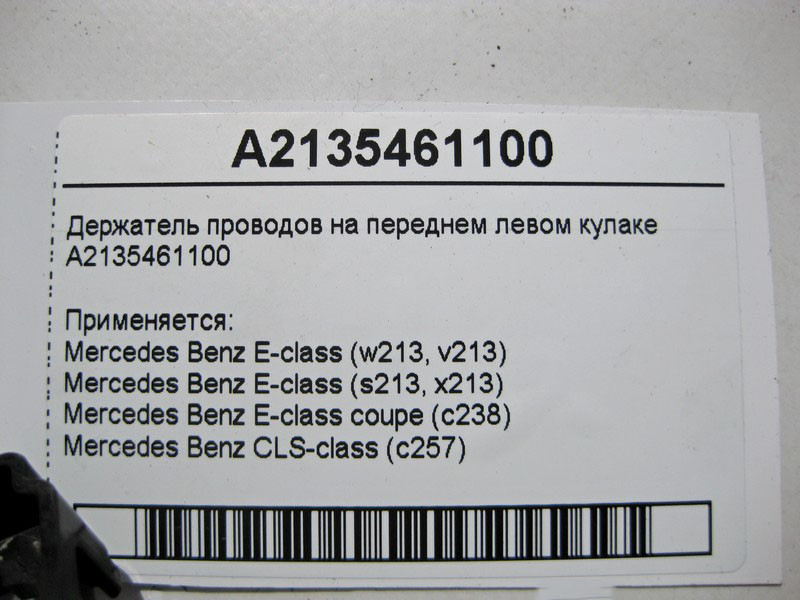 A2135461100
Держатель проводов на переднем левом кулаке
A2135461100
Применяется:
Mercedes Benz E-class (w213, v213)
Mercedes Benz E-class (s213, x213)
Mercedes Benz E-class coupe (c238)
Mercedes Benz CLS-class (c257)